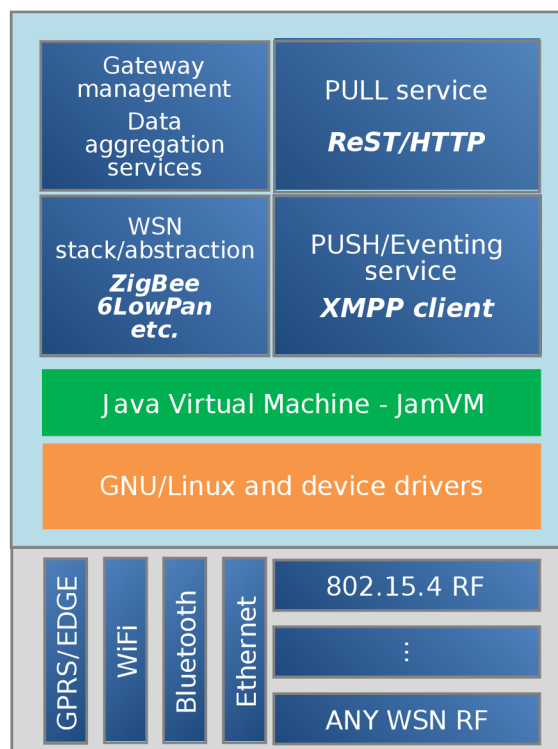 Gateway
management
Data
aggregation
services
PULL service
ReST/HTTP
WSN
stack/abstraction
ZigBee
6LowPan
etc.
PUSH/Eventing
service
XMPP client
Java Virtual Machine - JamVM
GNU/Linux and device drivers
GPRS/EDGE
WiFi
Bluetooth
Ethernet
802.15.4 RF
...
ANY WSN RF